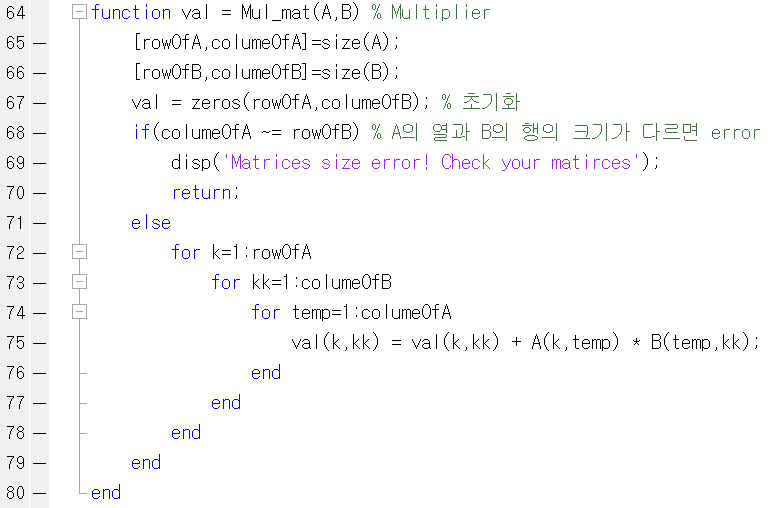 64 function val = Mul_mat(A,B) % Multiplier
65 [rowOfA,columeOfA]=size(A);
66 [rowOfB,columeOfB]=size(B);
67 val = zeros(rowOfA,columeOfB); % 초기화
68 if(columeOfA ~= rowOfB) % A의 열과 B의 행의 크기가 다르면 error
69 disp('Matrices size error! Check your matirces');
70 return;
71 else
72 for k=1:rowOfA
73 for kk=1:columeOfB
74 for temp=1:columeOfA
75 val(k,kk) = val(k,kk) + A(k,temp) * B(temp,kk);
76 end
77 end
78 end
79 end
80 end